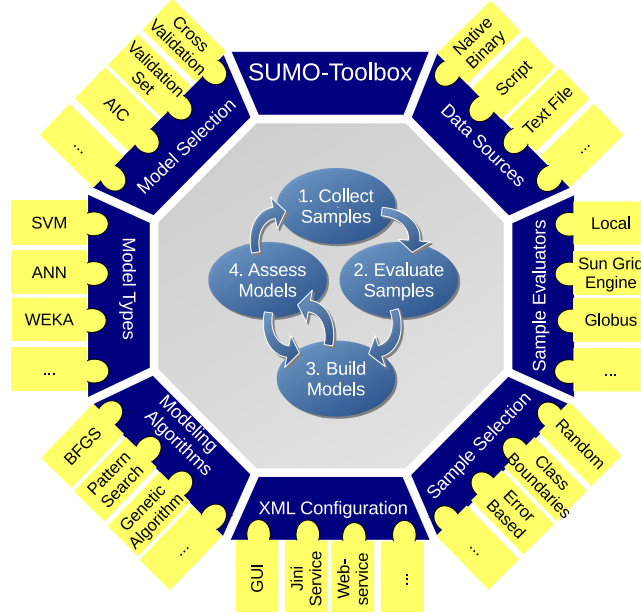 SUMO-Toolbox
Cross
Validation
Validation
Set
AIC
...
Model Selection
Native
Binary
Script
Text File
...
Data Sources
1. Collect
Samples
2. Evaluate
Samples
3. Build
Models
4. Assess
Models
SVM
ANN
WEKA
...
Model Types
Local
Sun Grid
Engine
Globus
...
Sample Evaluators
BFGS
Pattern
Search
Genetic
Algorithm
...
Modeling
Algorithms
XML Configuration
GUI
Jini
Service
Web-
service
...
Sample Selection
Random
Class
Boundaries
Error
Based
...